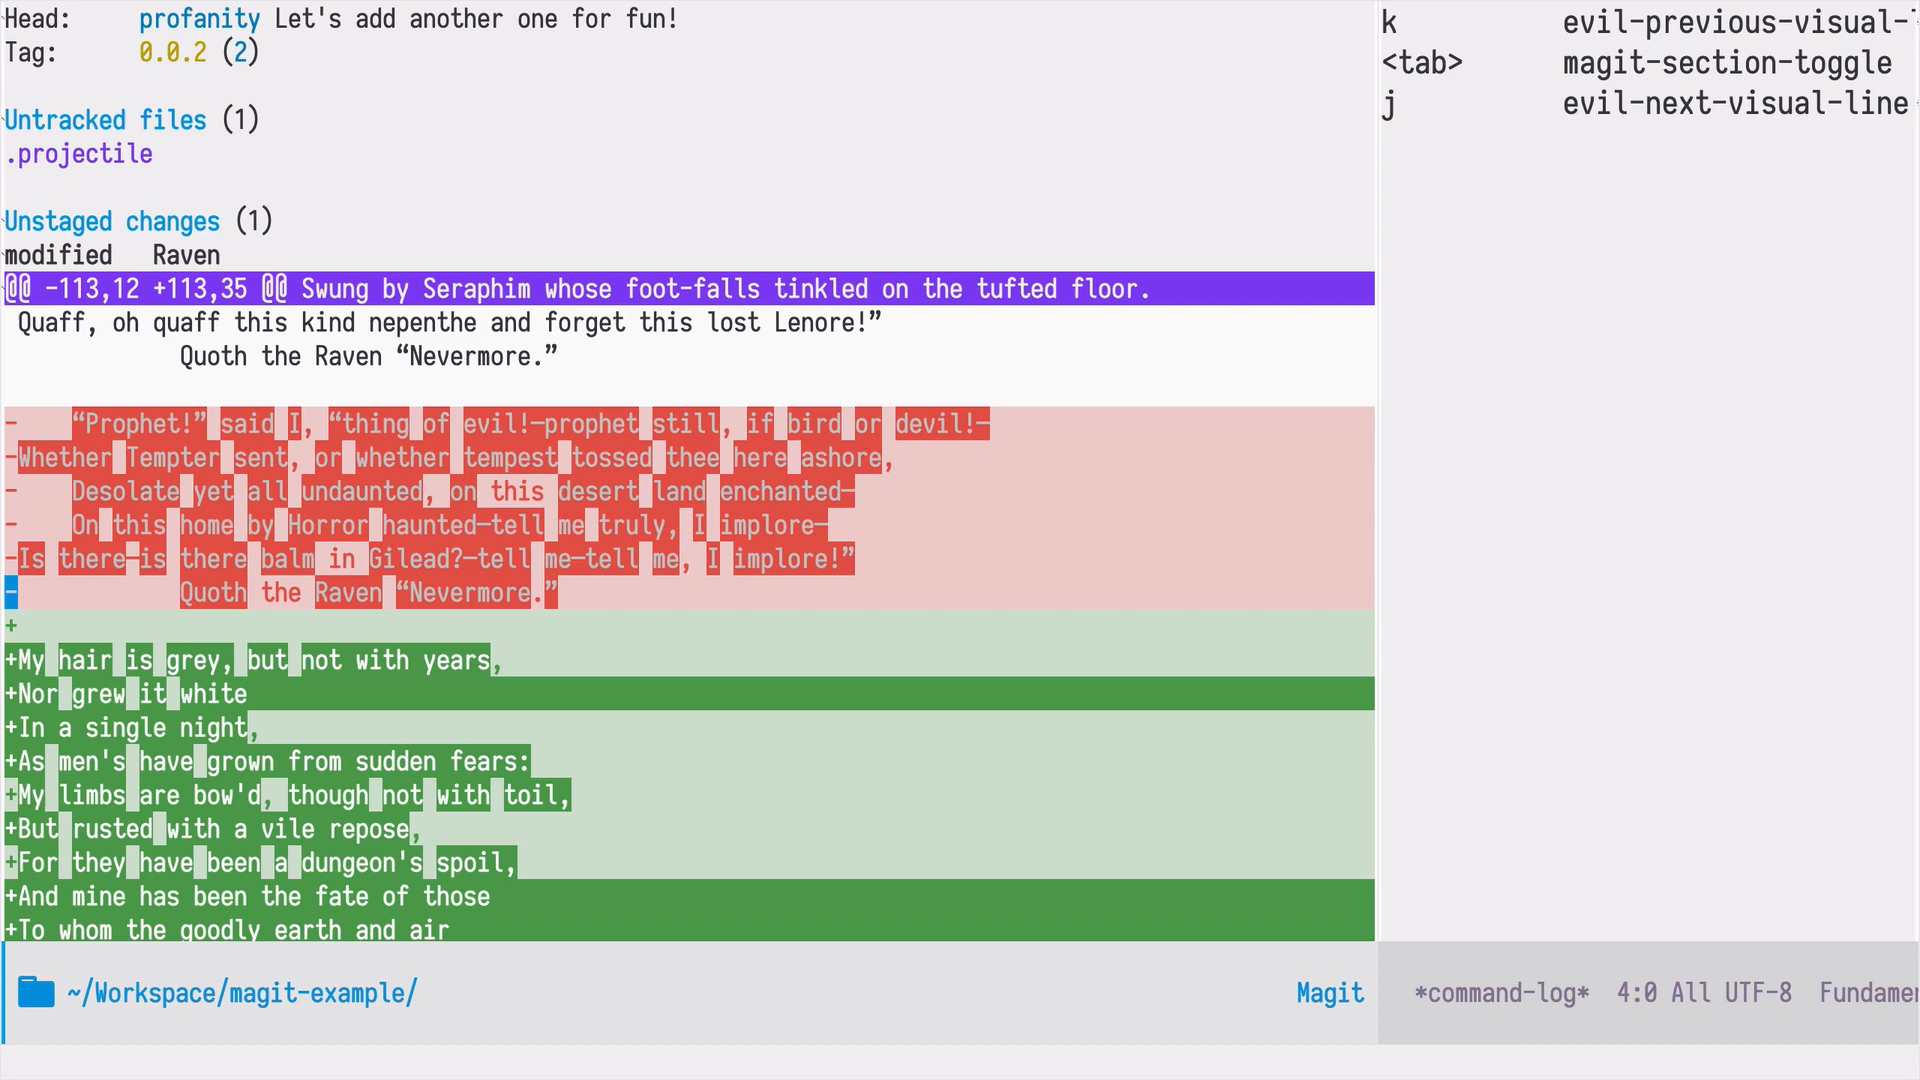 Head:     profanity Let's add another one for fun!
Tag:      0.0.2 (2)
Untracked files (1)
.projectile
Unstaged changes (1)
modified   Raven
@@ -113,12 +113,35 @@ Swung by Seraphim whose foot-falls tinkled on the tufted floor.
 Quaff, oh quaff this kind nepenthe and forget this lost Lenore!”
             Quoth the Raven “Nevermore.”
-    “Prophet!” said I, “thing of evil!—prophet still, if bird or devil!—
-Whether Tempter sent, or whether tempest tossed thee here ashore,
-    Desolate yet all undaunted, on this desert land enchanted—
-    On this home by Horror haunted—tell me truly, I implore—
-Is there—is there balm in Gilead?—tell me—tell me, I implore!”
-            Quoth the Raven “Nevermore.”
+
+My hair is grey, but not with years,
+Nor grew it white
+In a single night,
+As men's have grown from sudden fears:
+My limbs are bow'd, though not with toil,
+But rusted with a vile repose,
+For they have been a dungeon's spoil,
+And mine has been the fate of those
+To whom the goodly earth and air
~/Workspace/magit-example/ Magit
k evil-previous-visual-
<tab> magit-section-toggle
j evil-next-visual-line
*command-log* 4:0 All UTF-8 Fundamen